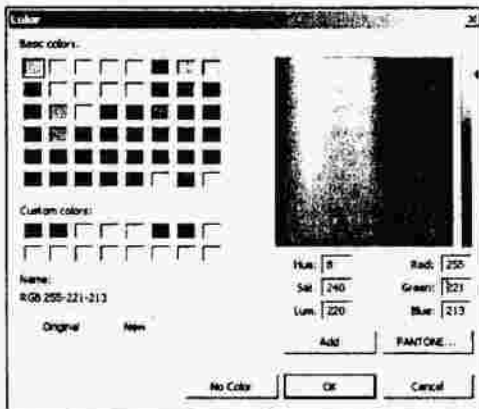 Color
Basic colors:
Custom colors:
Name:
RGB 255-221-213
Original New
Hue: 8 Red: 255
Sat: 240 Green: 221
Lum: 220 Blue: 213
Add PANTONE...
No Color OK Cancel